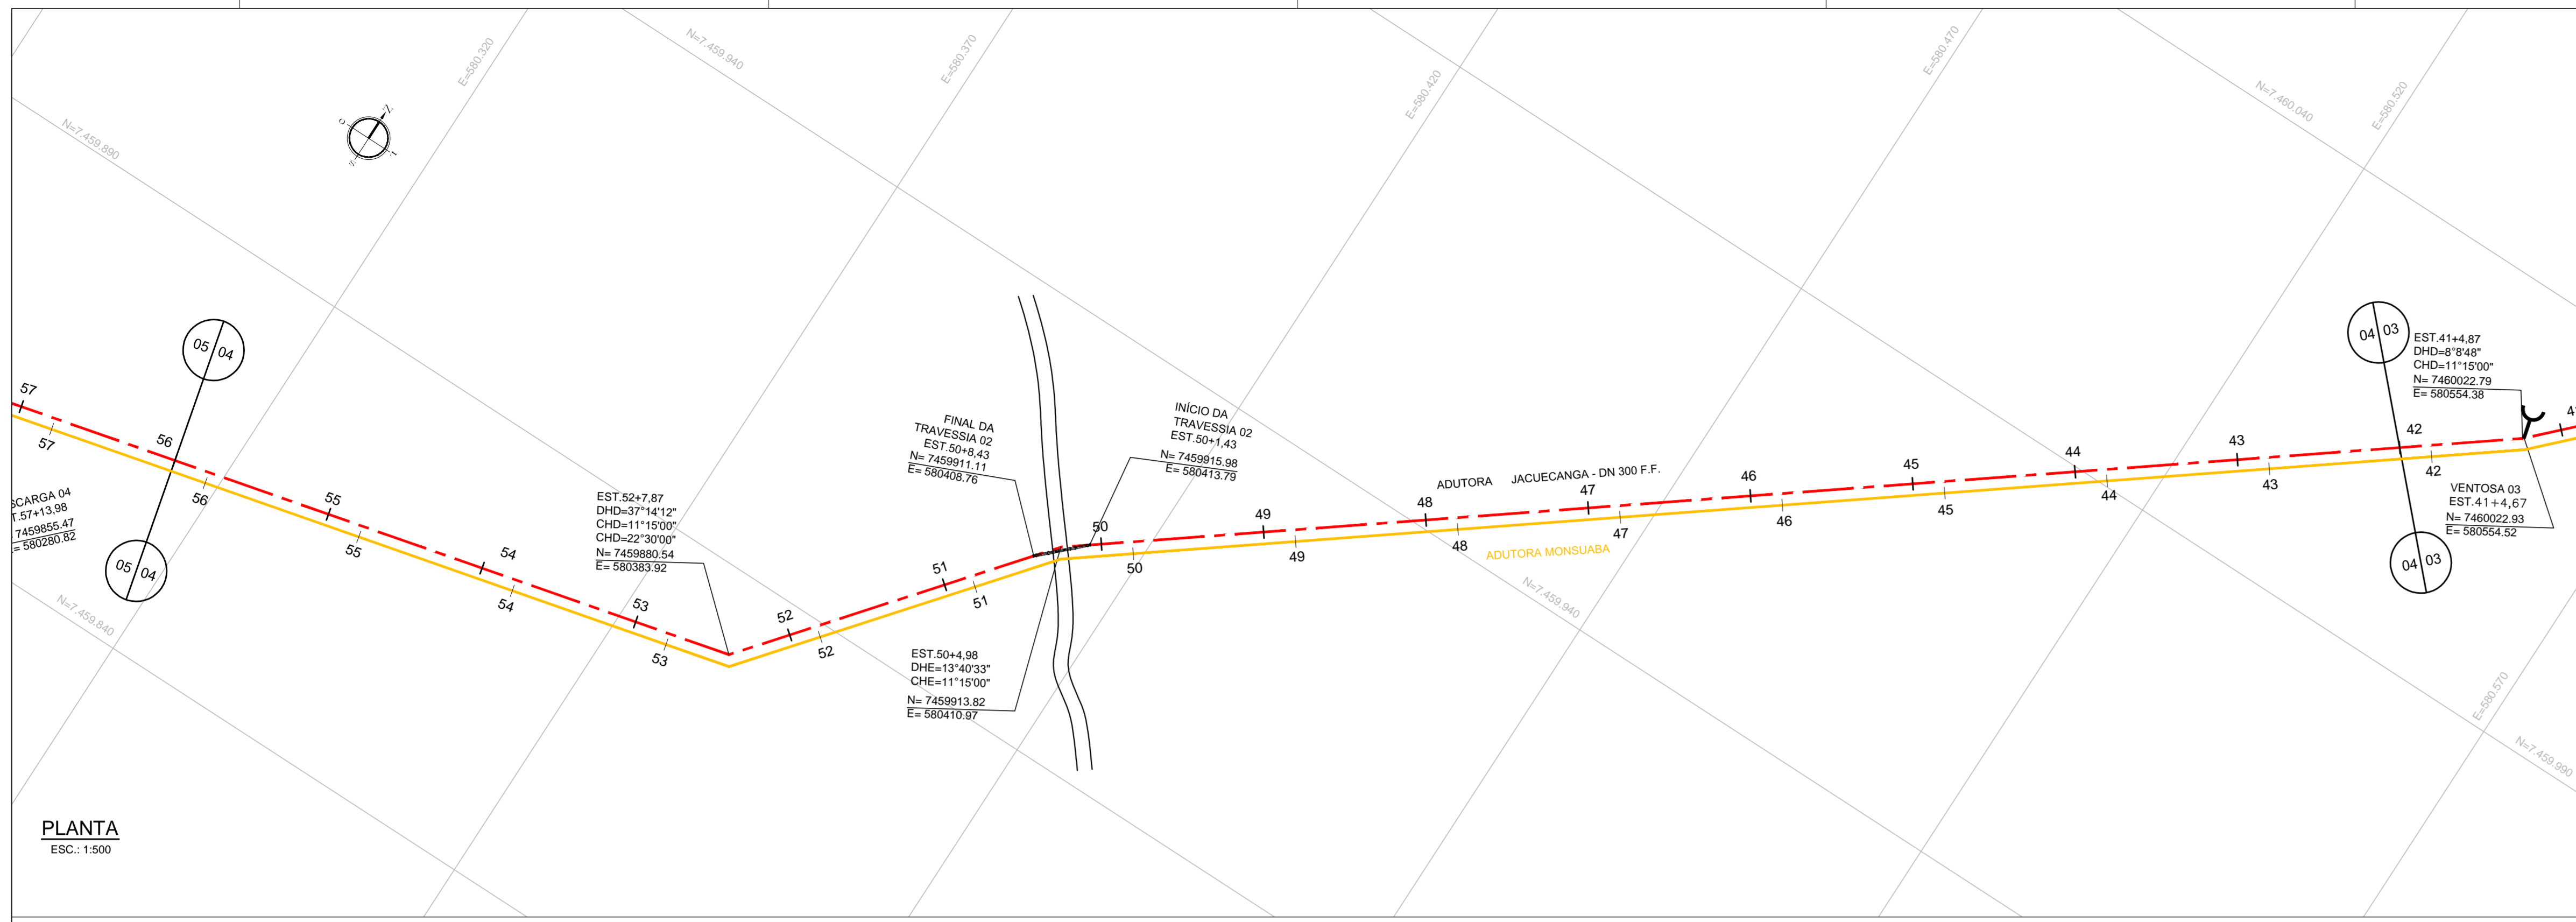 E=580.320
N=7.459.940
E=580.370
E=580.420
E=580.470
E=580.520
N=7.460.040
N=7.459.890
05 04
57
57
56
56
55
55
54
54
53
53
52
52
51
51
50
50
49
49
48
48
47
47
46
46
45
45
44
44
43
43
42
42
SCARGA 04
T.57+13,98
7459855.47
= 580280.82
05 04
N=7.459.840
EST.52+7,87
DHD=37°14'12"
CHD=11°15'00"
CHD=22°30'00"
N= 7459880.54
E= 580383.92
FINAL DA
TRAVESSIA 02
EST.50+8,43
N= 7459911.11
E= 580408.76
INÍCIO DA
TRAVESSIA 02
EST.50+1,43
N= 7459915.98
E= 580413.79
EST.50+4,98
DHE=13°40'33"
CHE=11°15'00"
N= 7459913.82
E= 580410.97
ADUTORA JACUECANGA - DN 300 F.F.
ADUTORA MONSUABA
N=7.459.940
04 03
EST.41+4,87
DHD=8°8'48"
CHD=11°15'00"
N= 7460022.79
E= 580554.38
VENTOSA 03
EST.41+4,67
N= 7460022.93
E= 580554.52
04 03
E=580.570
N=7.459.990
PLANTA
ESC.: 1:500